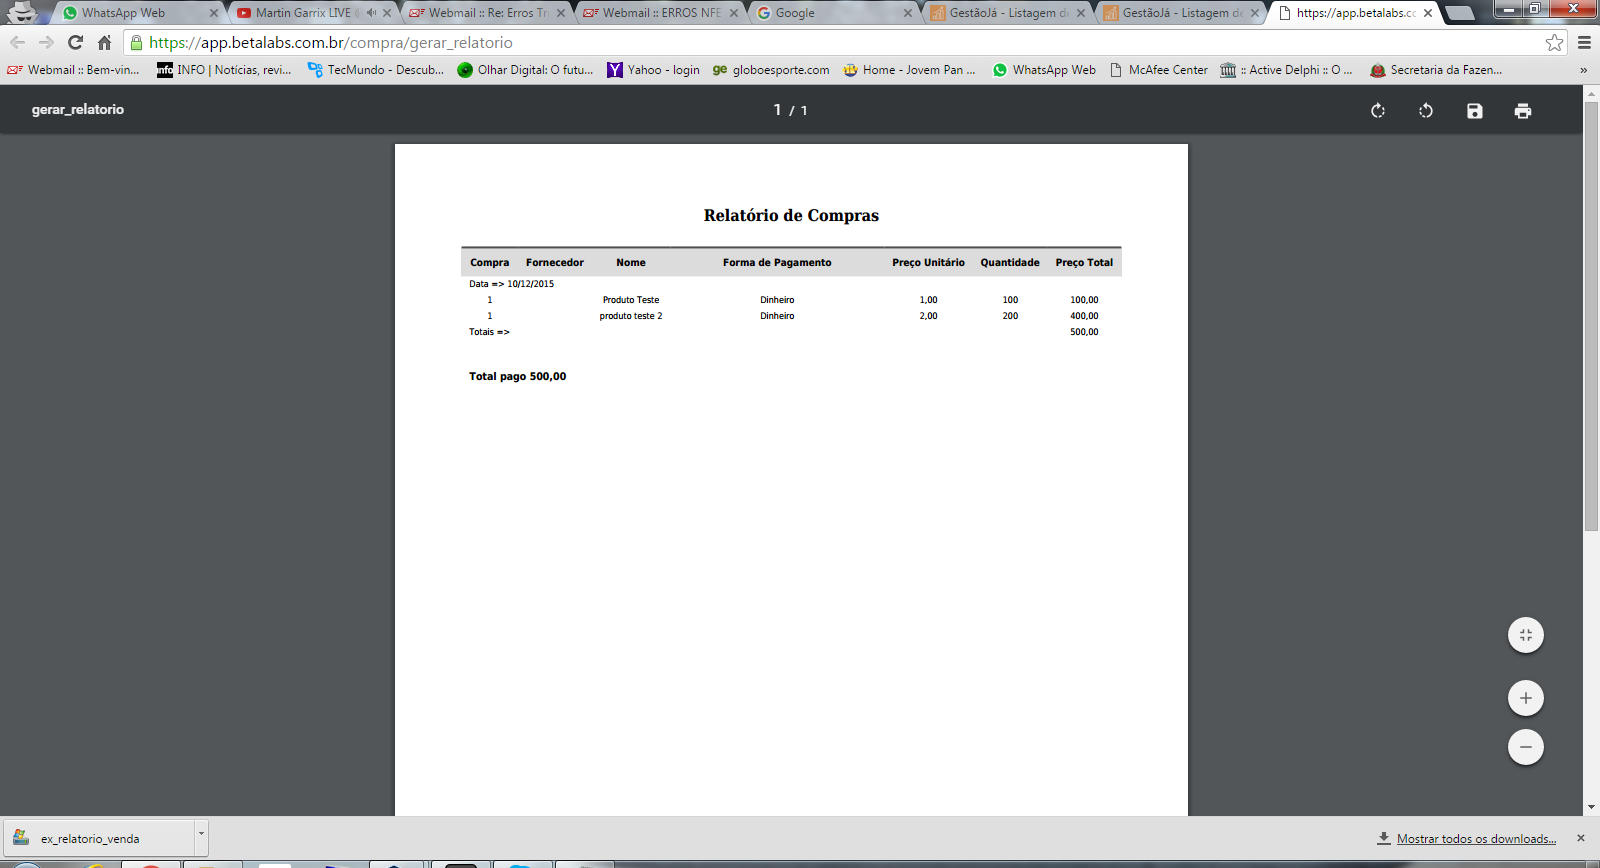 WhatsApp Web
Martin Garrix LIVE
Webmail :: Re: Erros Tr
Webmail :: ERROS NFE
Google
GestãoJá - Listagem d
GestãoJá - Listagem de
https://app.betalabs.co
https://app.betalabs.com.br/compra/gerar_relatorio
Webmail :: Bem-vin...
info INFO | Notícias, revi...
TecMundo - Descub...
Olhar Digital: O futu...
Yahoo - login
ge globoesporte.com
Home - Jovem Pan ...
WhatsApp Web
McAfee Center
:: Active Delphi :: O ...
Secretaria da Fazen...
»
gerar_relatorio
1 / 1
Relatório de Compras
Compra Fornecedor Nome Forma de Pagamento Preço Unitário Quantidade Preço Total
Data => 10/12/2015
1 Produto Teste Dinheiro 1,00 100 100,00
1 produto teste 2 Dinheiro 2,00 200 400,00
Totais => 500,00
Total pago 500,00
ex_relatorio_venda
Mostrar todos os downloads...